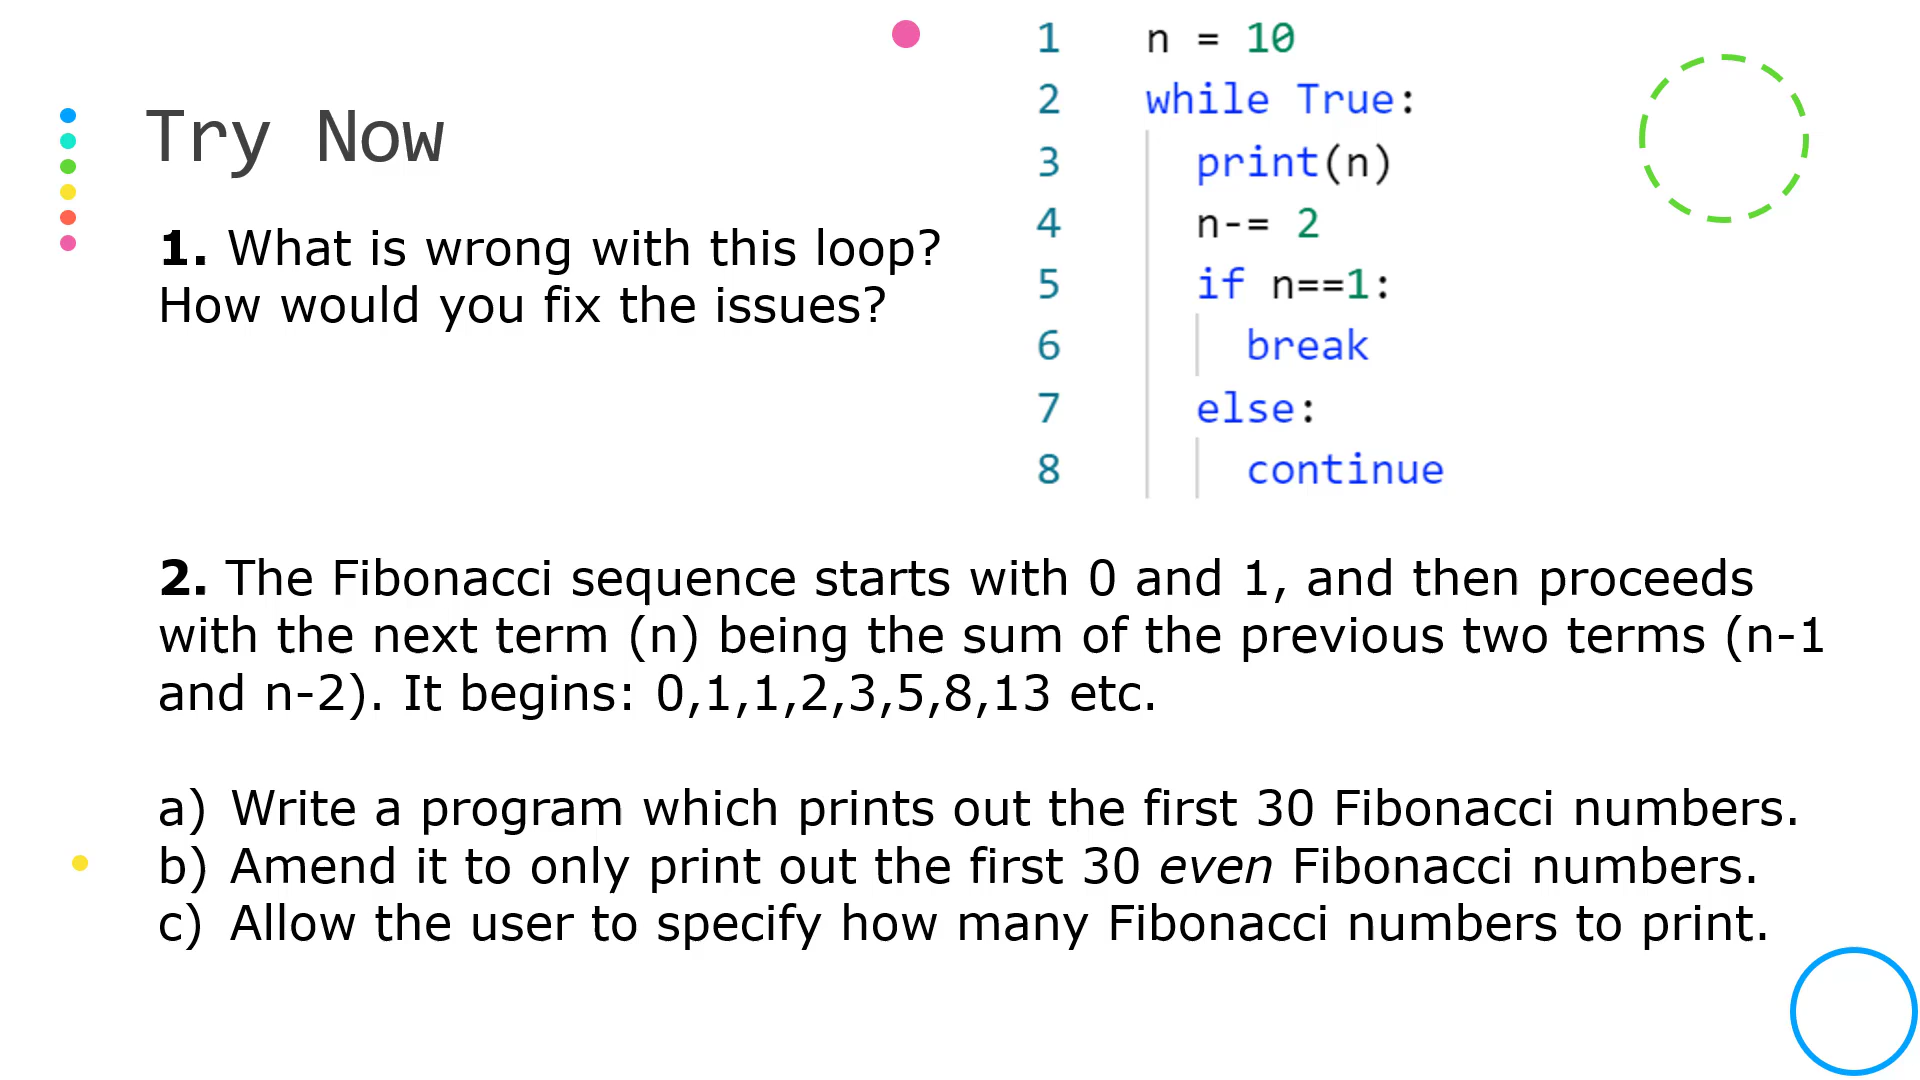 Try Now
1. What is wrong with this loop?
How would you fix the issues?
1 n = 10
2 while True:
3 print(n)
4 n-= 2
5 if n==1:
6 break
7 else:
8 continue
2. The Fibonacci sequence starts with 0 and 1, and then proceeds
with the next term (n) being the sum of the previous two terms (n-1
and n-2). It begins: 0,1,1,2,3,5,8,13 etc.
a) Write a program which prints out the first 30 Fibonacci numbers.
b) Amend it to only print out the first 30 even Fibonacci numbers.
c) Allow the user to specify how many Fibonacci numbers to print.